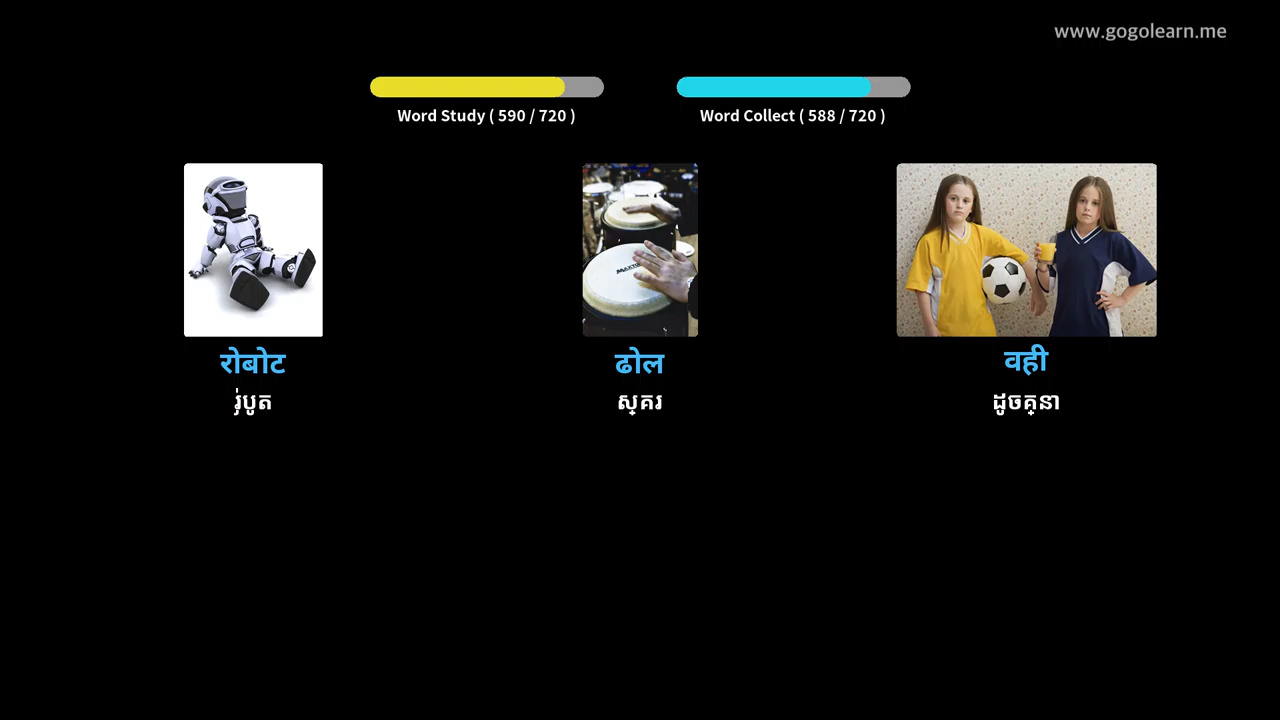 www.gogolearn.me
Word Study ( 590 / 720 )
Word Collect ( 588 / 720 )
रोबोट
ढोल
वही
រ៉ូបូត
ស្គរ
ដូចគ្នា